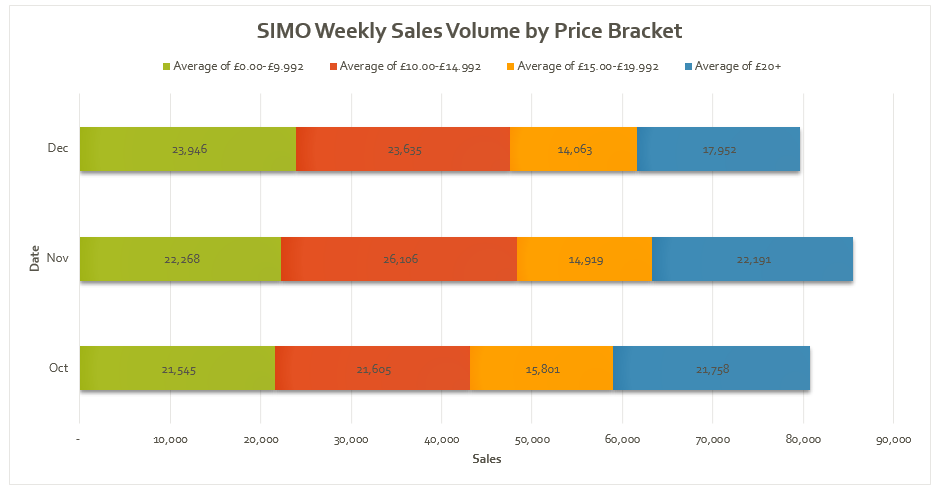 SIMO Weekly Sales Volume by Price Bracket
Average of £0.00-£9.992 Average of £10.00-£14.992 Average of £15.00-£19.992 Average of £20+
Dec 23,946 23,635 14,063 17,952
Date
Nov 22,268 26,106 14,919 22,191
Oct 21,545 21,605 15,801 21,758
- 10,000 20,000 30,000 40,000 50,000 60,000 70,000 80,000 90,000
Sales